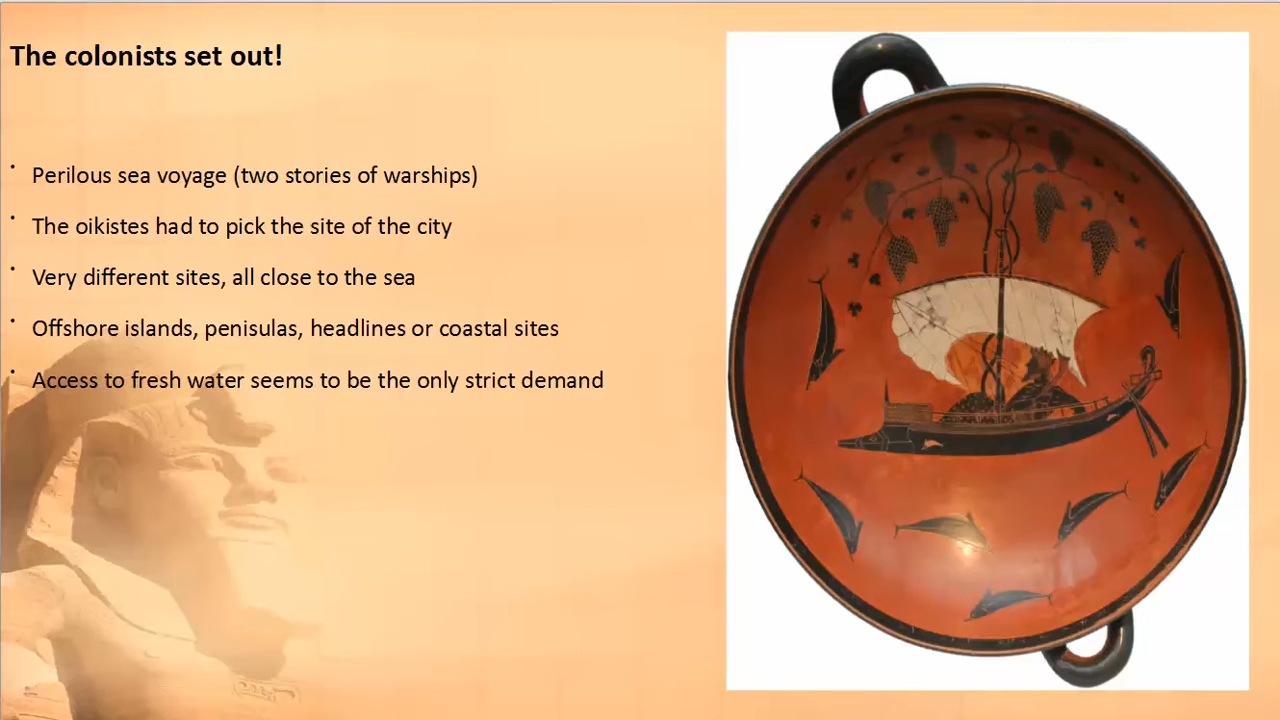 The colonists set out!
· Perilous sea voyage (two stories of warships)
· The oikistes had to pick the site of the city
· Very different sites, all close to the sea
· Offshore islands, penisulas, headlines or coastal sites
· Access to fresh water seems to be the only strict demand